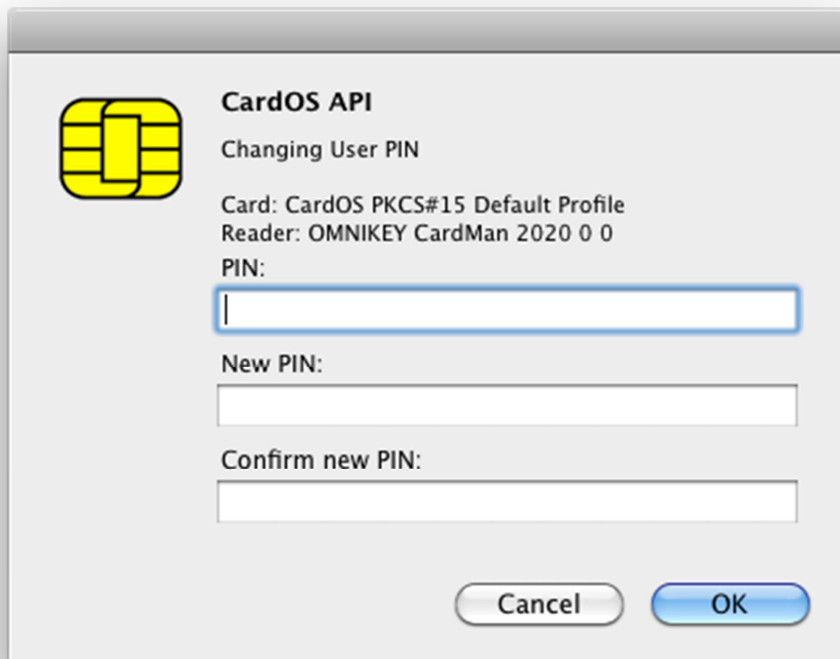 CardOS API
Changing User PIN
Card: CardOS PKCS#15 Default Profile
Reader: OMNIKEY CardMan 2020 0 0
PIN:
New PIN:
Confirm new PIN:
Cancel OK